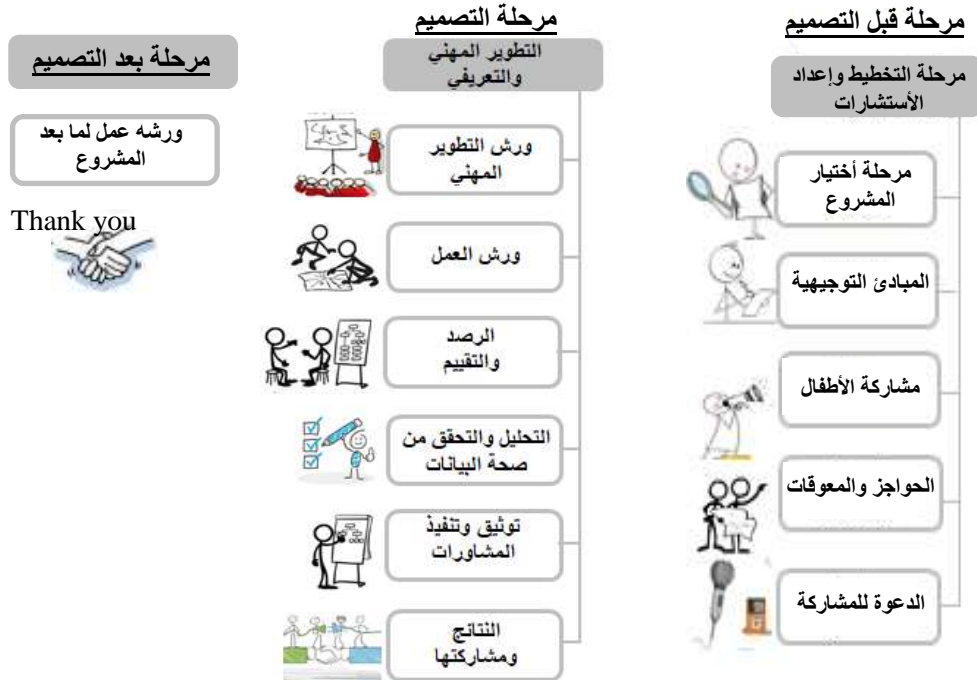 مرحلة قبل التصميم
مرحلة التخطيط وإعداد
الأستشارات
مرحلة أختيار
المشروع
المبادئ التوجيهية
مشاركة الأطفال
الحواجز والمعوقات
الدعوة للمشاركة
مرحلة التصميم
التطوير المهني
والتعريفي
ورش التطوير
المهني
ورش العمل
الرصد
والتقييم
التحليل والتحقق من
صحة البيانات
توثيق وتنفيذ
المشاورات
النتائج
ومشاركتها
مرحلة بعد التصميم
ورشه عمل لما بعد
المشروع
Thank you